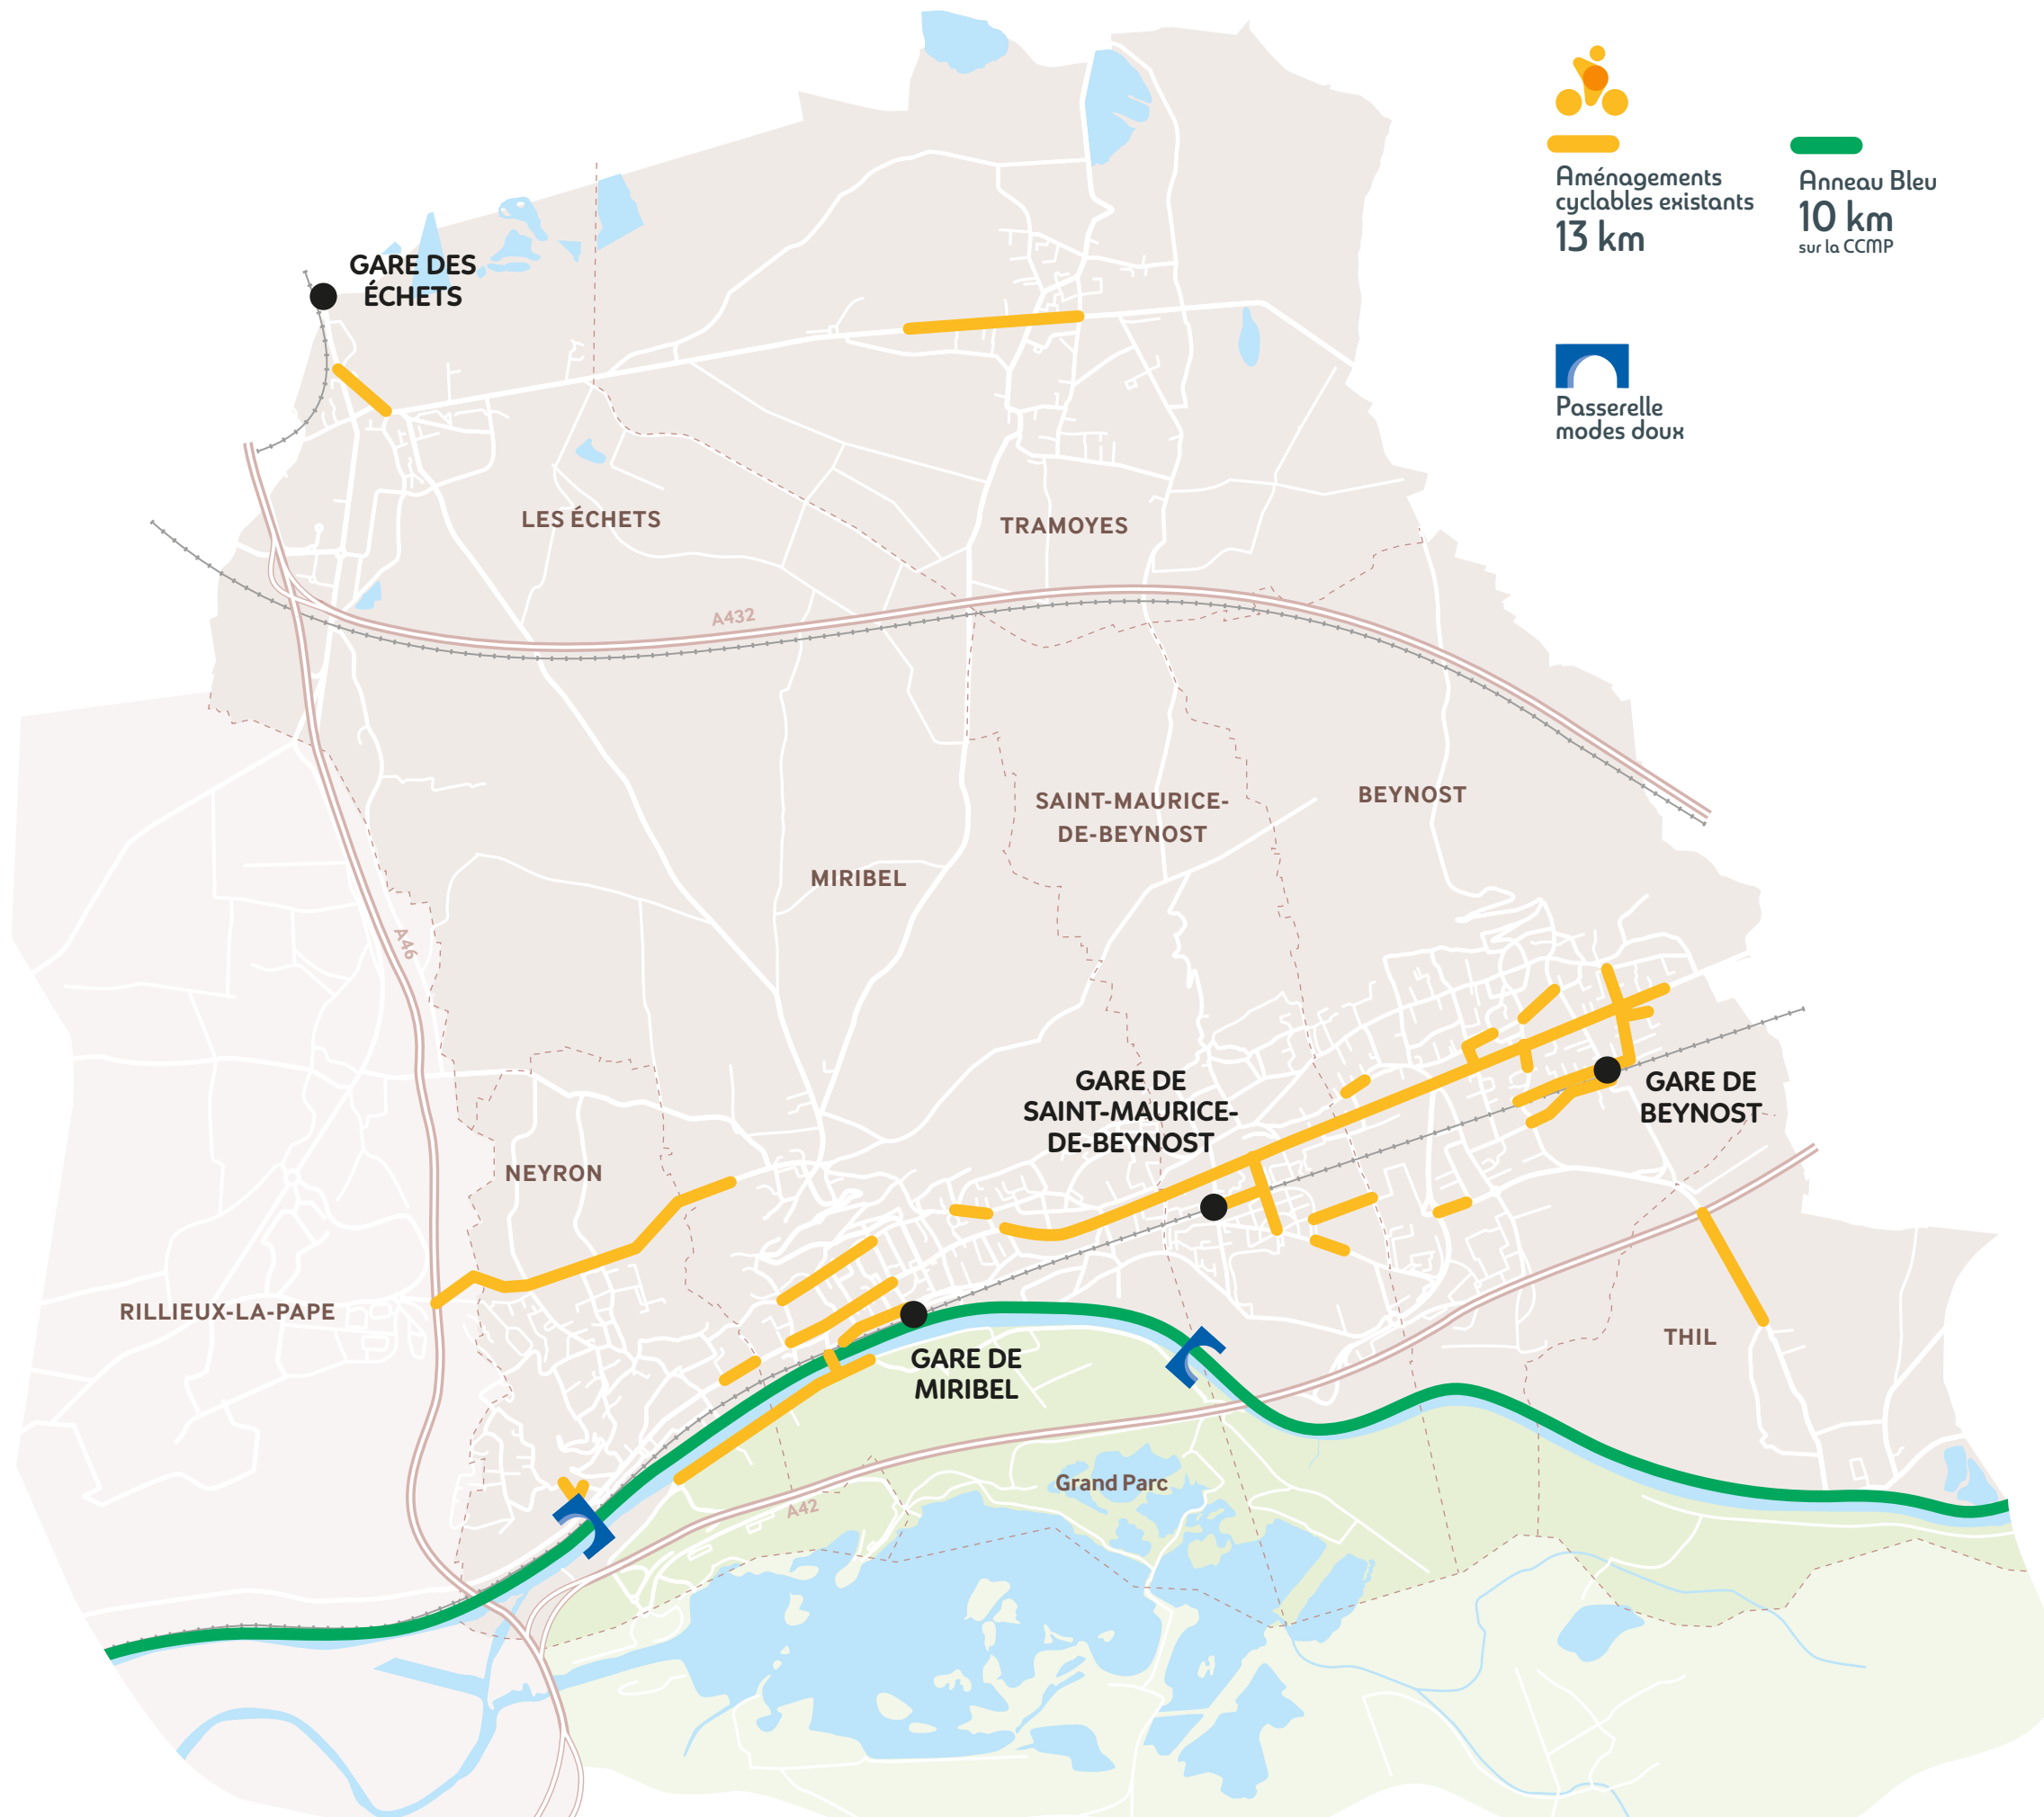 Aménagements
cyclables existants
13 km
Anneau Bleu
10 km
sur la CCMP
Passerelle
modes doux
GARE DES
ÉCHETS
LES ÉCHETS
TRAMOYES
A432
SAINT-MAURICE-
DE-BEYNOST
BEYNOST
MIRIBEL
A46
GARE DE
SAINT-MAURICE-
DE-BEYNOST
GARE DE
BEYNOST
NEYRON
RILLIEUX-LA-PAPE
THIL
GARE DE
MIRIBEL
Grand Parc
A42